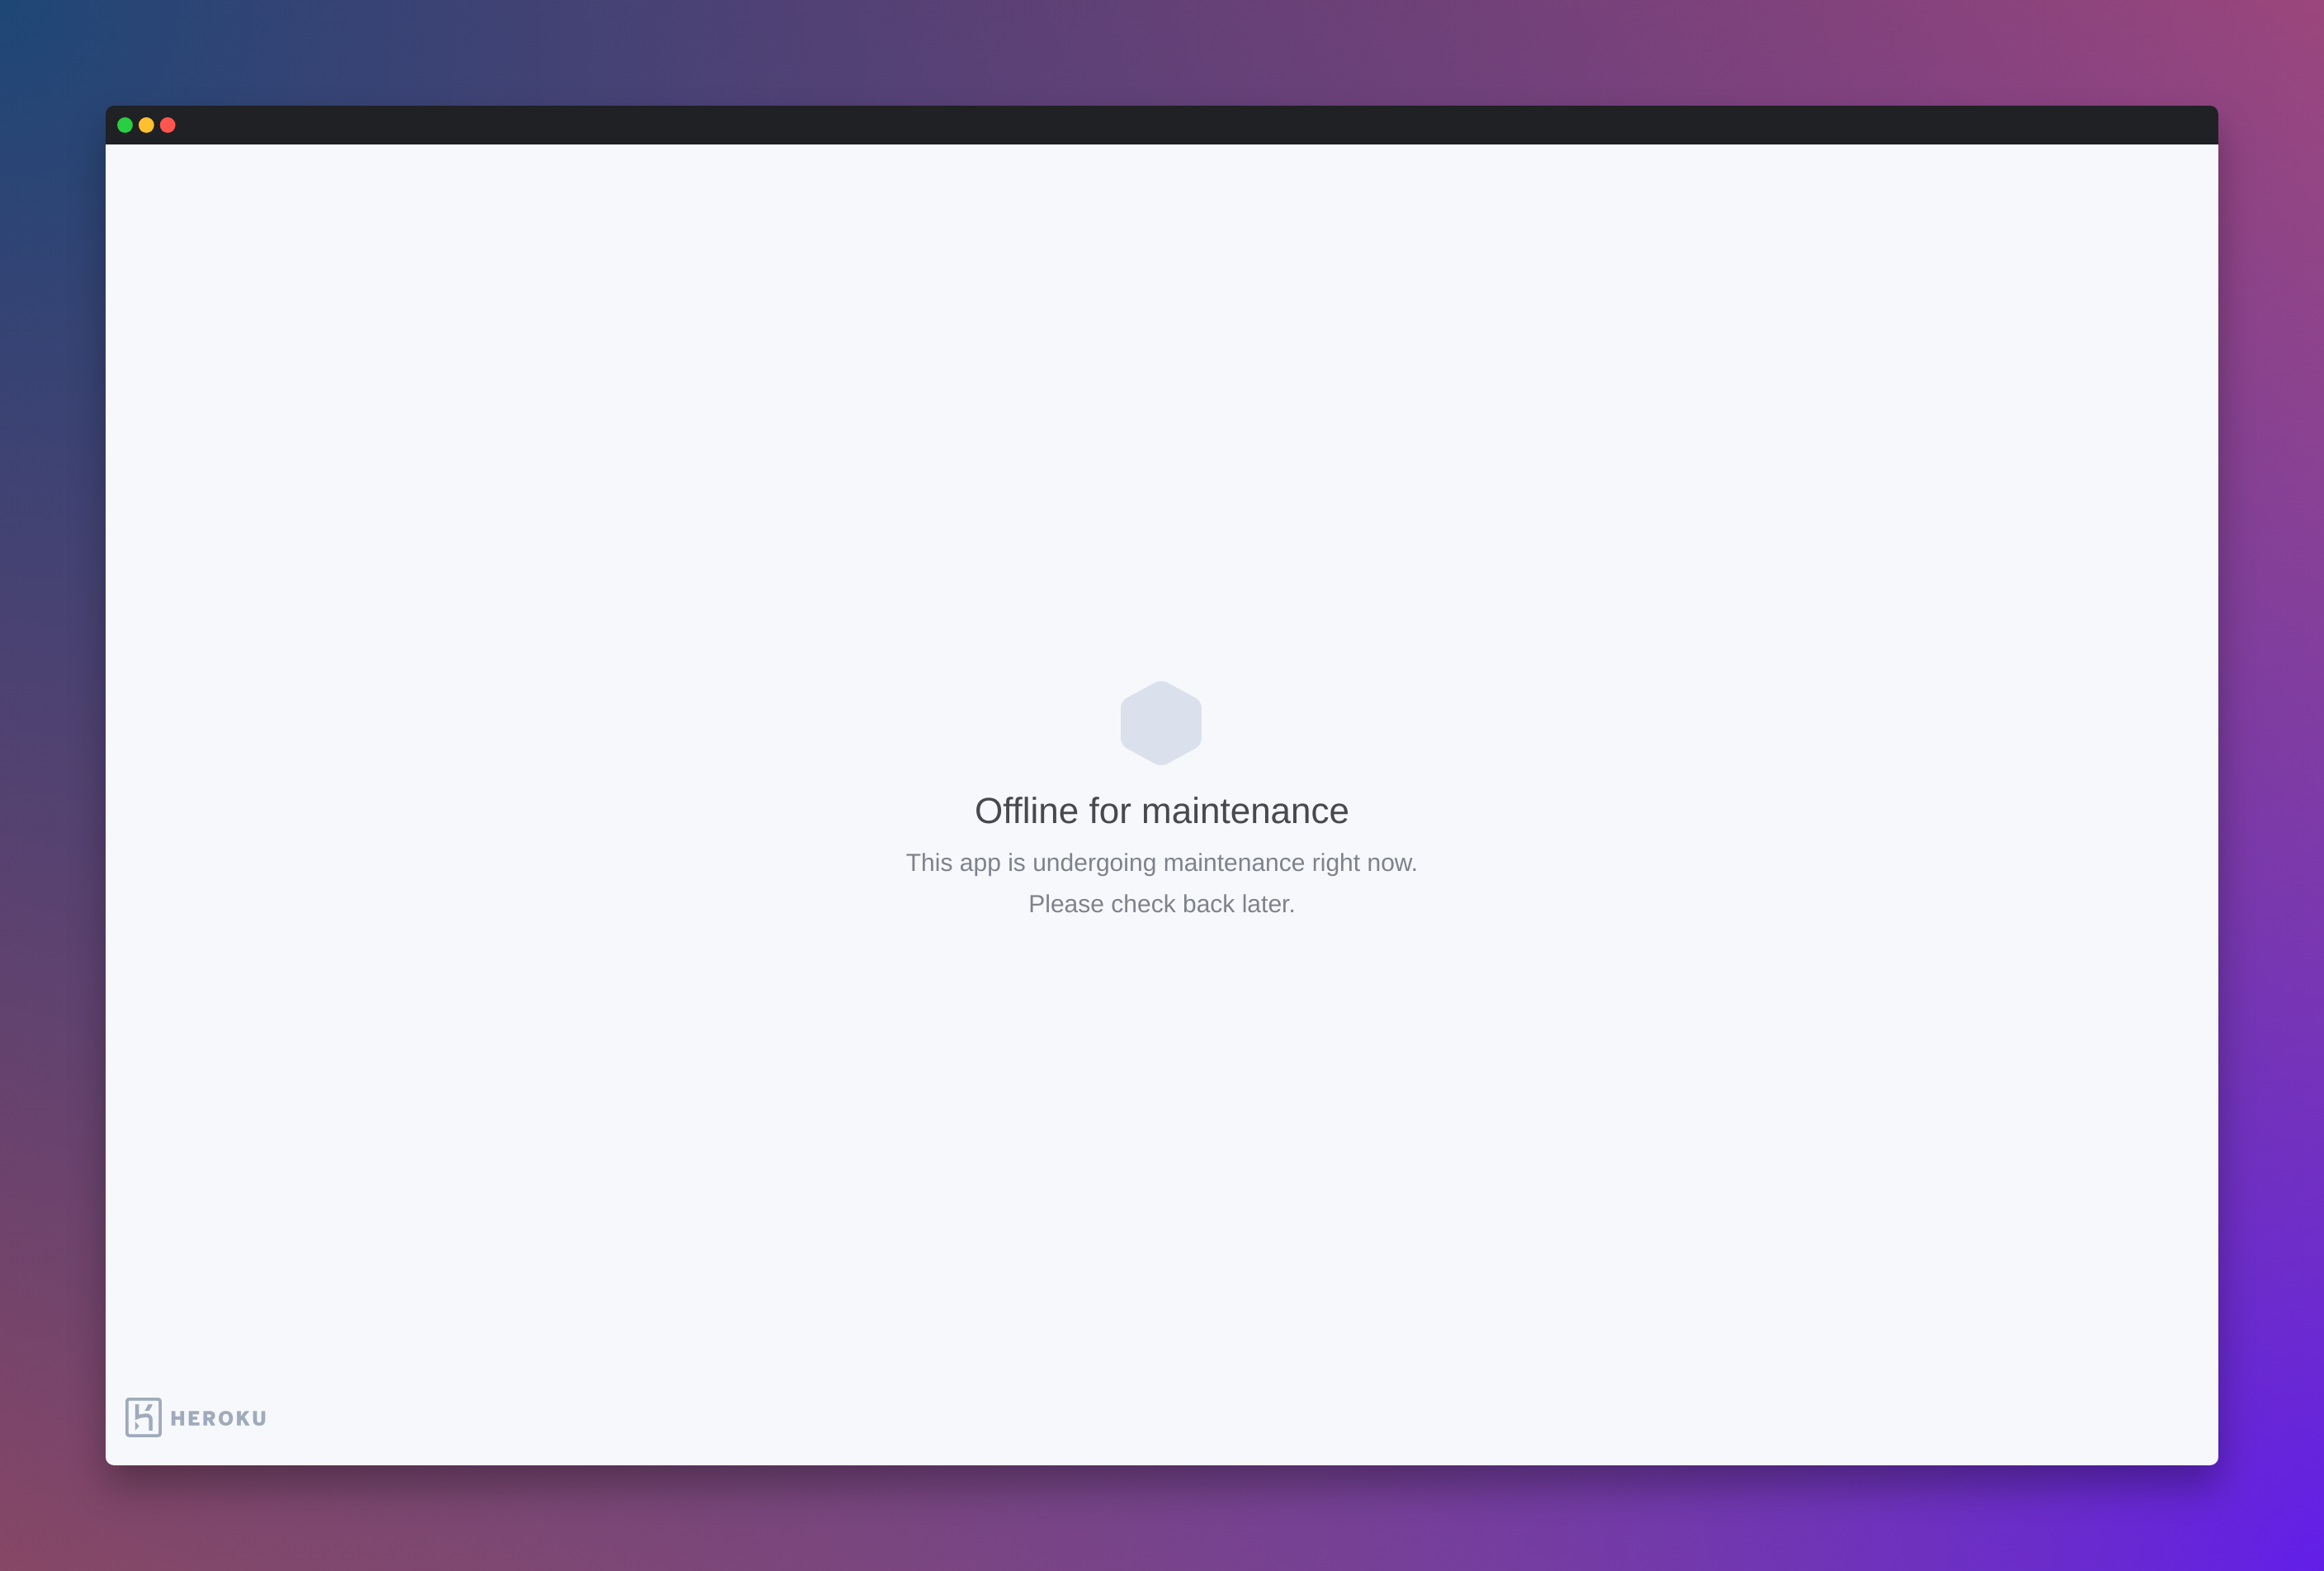 Offline for maintenance
This app is undergoing maintenance right now.
Please check back later.
HEROKU